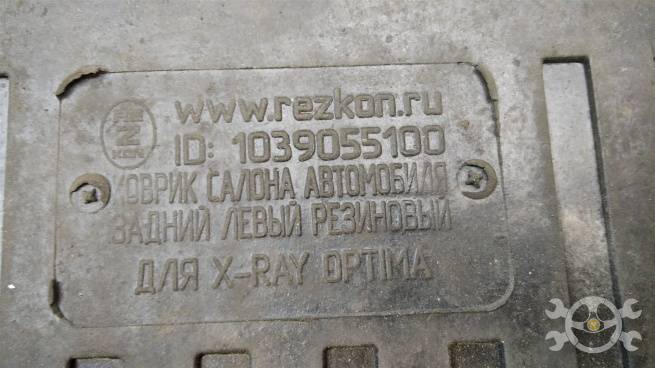 www.rezkon.ru
ID: 1039055100
КОВРИК САЛОНА АВТОМОБИЛЯ
ЗАДНИЙ ЛЕВЫЙ РЕЗИНОВЫЙ
ДЛЯ X-RAY OPTIMA